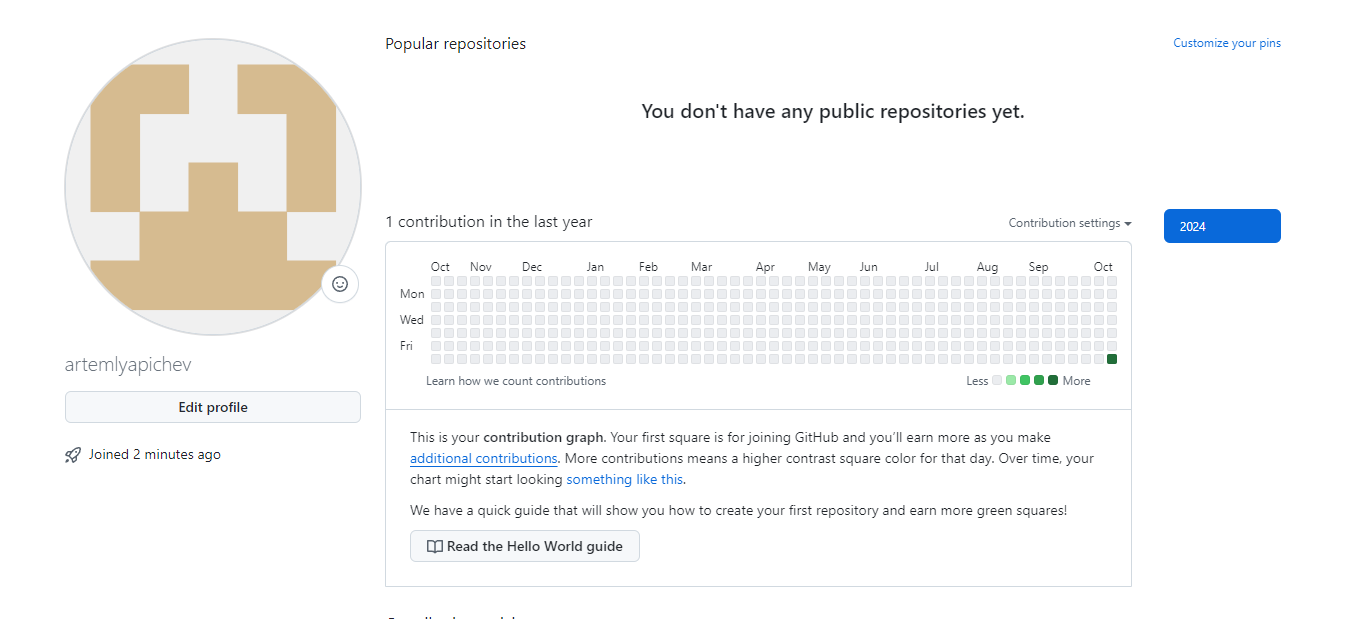 Popular repositories
Customize your pins
You don't have any public repositories yet.
1 contribution in the last year
Contribution settings
2024
Oct Nov Dec Jan Feb Mar Apr May Jun Jul Aug Sep Oct
Mon
Wed
Fri
Learn how we count contributions
Less More
artemlyapichev
Edit profile
Joined 2 minutes ago
This is your contribution graph. Your first square is for joining GitHub and you’ll earn more as you make
additional contributions. More contributions means a higher contrast square color for that day. Over time, your
chart might start looking something like this.
We have a quick guide that will show you how to create your first repository and earn more green squares!
Read the Hello World guide